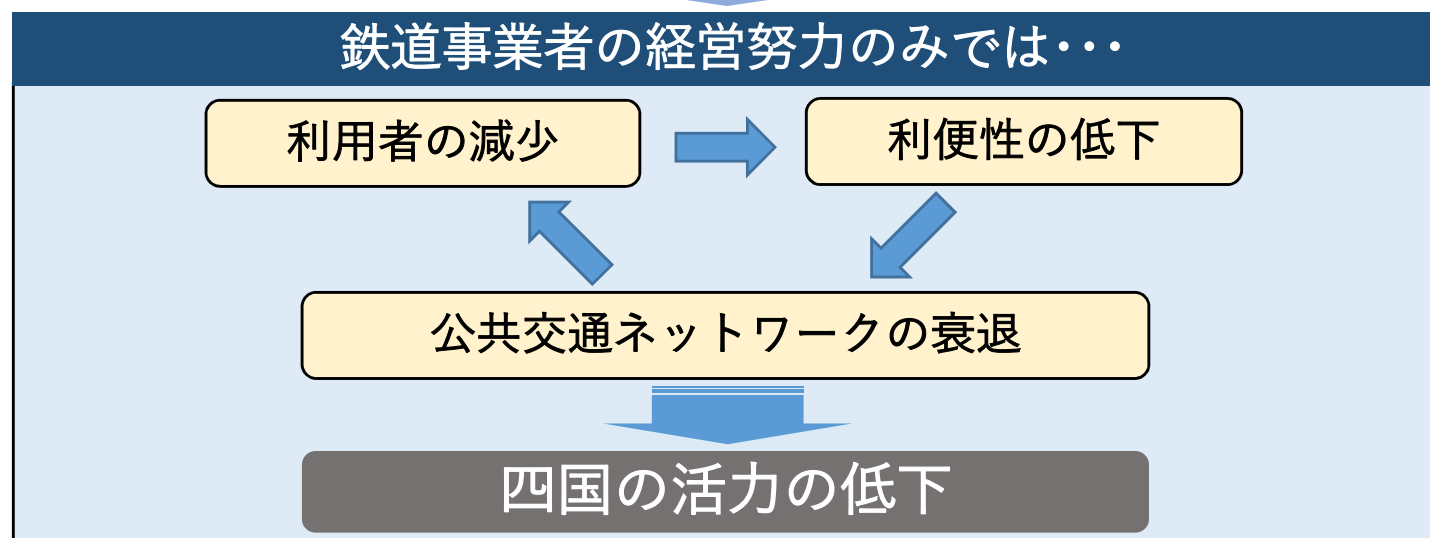 鉄道事業者の経営努力のみでは･･･
利用者の減少
利便性の低下
公共交通ネットワークの衰退
四国の活力の低下